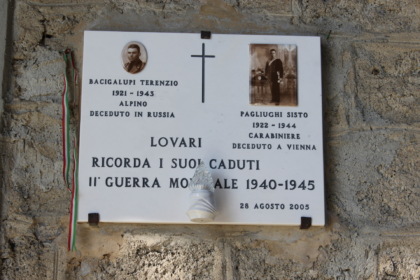 BACIGALUPI TERENZIO
1921 - 1943
ALPINO
DECEDUTO IN RUSSIA
PAGLIUGHI SISTO
1922 - 1944
CARABINIERE
DECEDUTO A VIENNA
LOVARI
RICORDA I SUOI CADUTI
IIª GUERRA MONDIALE 1940-1945
28 AGOSTO 2005